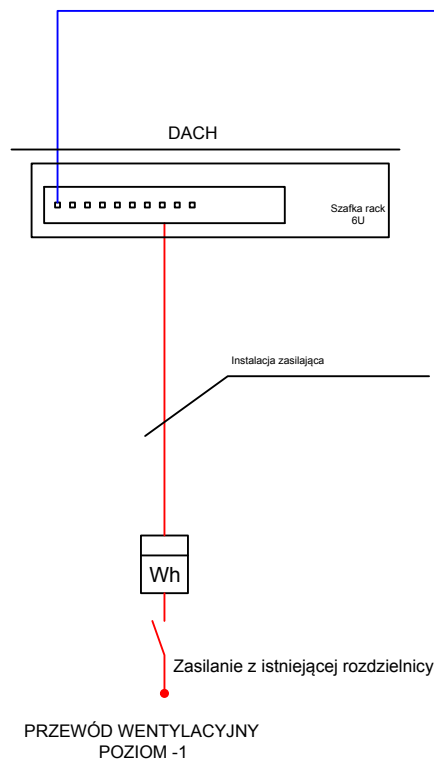 DACH
Szafka rack
6U
Instalacja zasilająca
Wh
Zasilanie z istniejącej rozdzielnicy
PRZEWÓD WENTYLACYJNY
POZIOM -1